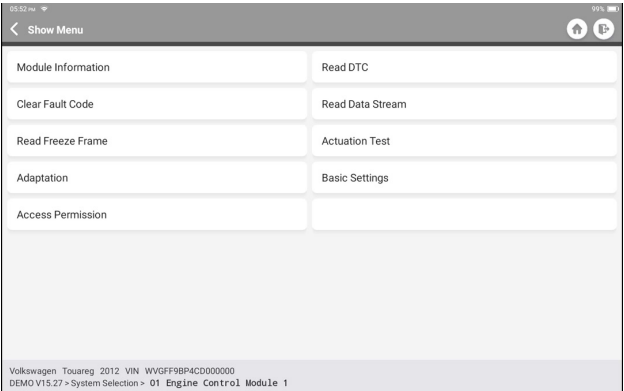 05:52 PM
99%
Show Menu
Module Information
Read DTC
Clear Fault Code
Read Data Stream
Read Freeze Frame
Actuation Test
Adaptation
Basic Settings
Access Permission
Volkswagen Touareg 2012 VIN WVGFF9BP4CD000000
DEMO V15.27 > System Selection > 01 Engine Control Module 1